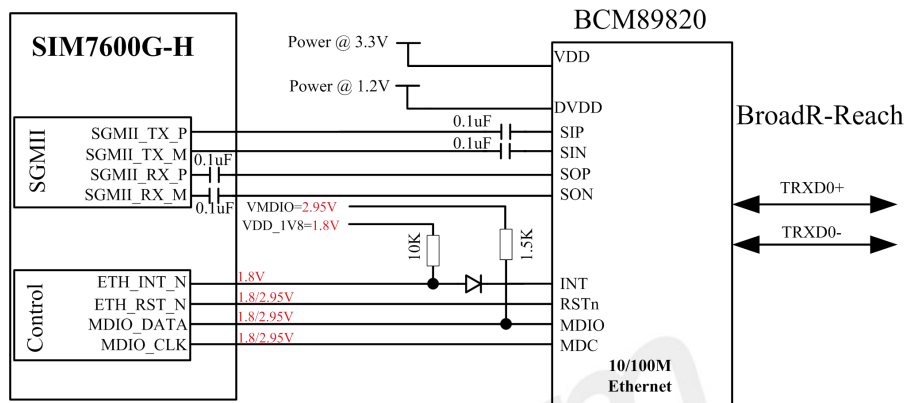 BCM89820
SIM7600G-H
Power @ 3.3V
VDD
Power @ 1.2V
DVDD
BroadR-Reach
SGMII
SGMII_TX_P
0.1uF
SIP
SGMII_TX_M
0.1uF
SIN
SGMII_RX_P
0.1uF
SOP
SGMII_RX_M
0.1uF
SON
TRXD0+
VMDIO=2.95V
VDD_1V8=1.8V
10K
1.5K
TRXD0-
Control
ETH_INT_N
1.8V
INT
ETH_RST_N
1.8/2.95V
RSTn
MDIO_DATA
1.8/2.95V
MDIO
MDIO_CLK
1.8/2.95V
MDC
10/100M
Ethernet